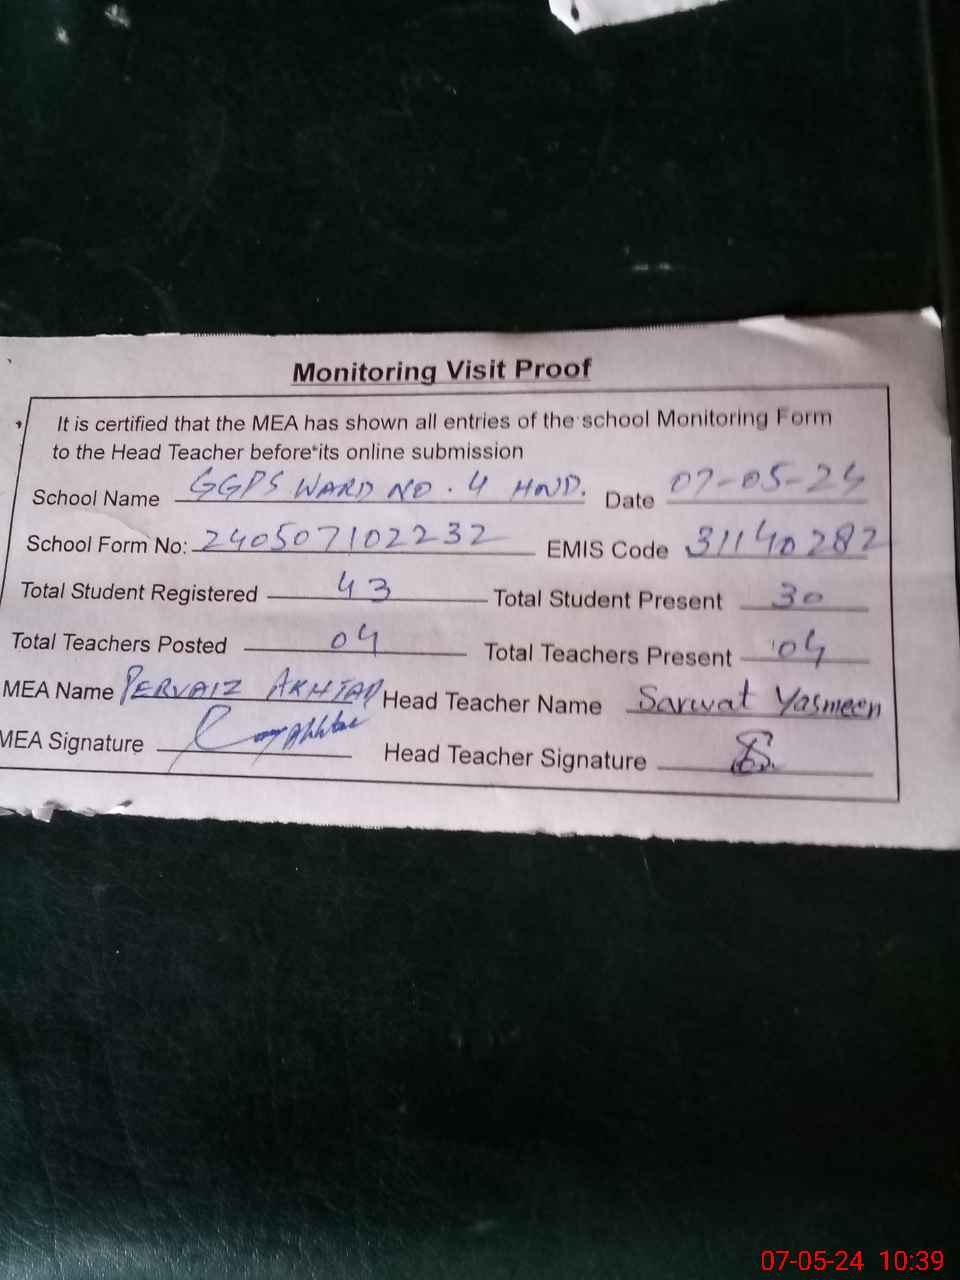 Monitoring Visit Proof
It is certified that the MEA has shown all entries of the school Monitoring Form
to the Head Teacher before its online submission
School Name GGPS WARD NO. 4 HND. Date 07-05-24
School Form No: 240507102232 EMIS Code 31140282
Total Student Registered 43 Total Student Present 30
Total Teachers Posted 04 Total Teachers Present 04
MEA Name PERVAIZ AKHTAR Head Teacher Name Sarwat Yasmeen
MEA Signature Head Teacher Signature
07-05-24 10:39